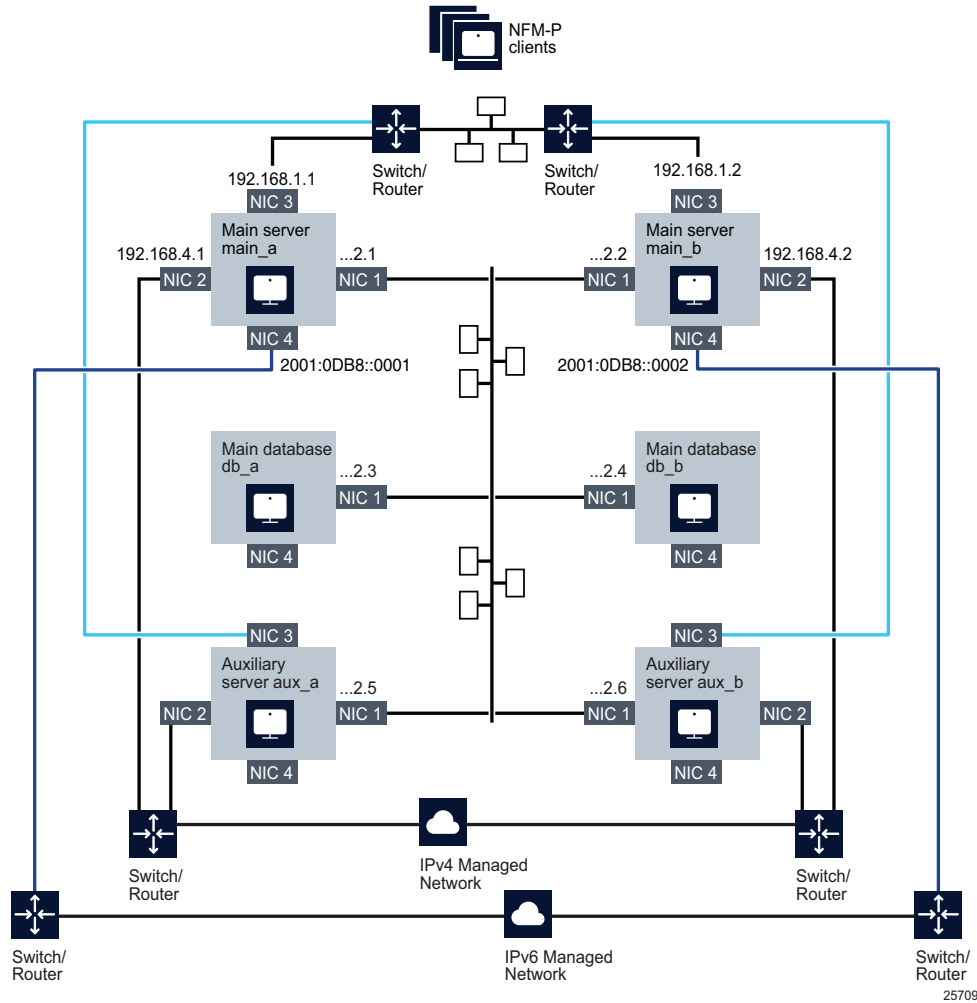 NFM-P
clients
Switch/
Router
Switch/
Router
192.168.1.1
192.168.1.2
NIC 3
NIC 3
Main server
main_a
Main server
main_b
192.168.4.1
...2.1
...2.2
192.168.4.2
NIC 2
NIC 1
NIC 1
NIC 2
NIC 4
NIC 4
2001:0DB8::0001
2001:0DB8::0002
Main database
db_a
Main database
db_b
...2.3
...2.4
NIC 1
NIC 1
NIC 4
NIC 4
NIC 3
NIC 3
Auxiliary
server aux_a
Auxiliary
server aux_b
...2.5
...2.6
NIC 2
NIC 1
NIC 1
NIC 2
NIC 4
NIC 4
Switch/
Router
IPv4 Managed
Network
Switch/
Router
Switch/
Router
IPv6 Managed
Network
Switch/
Router
25709